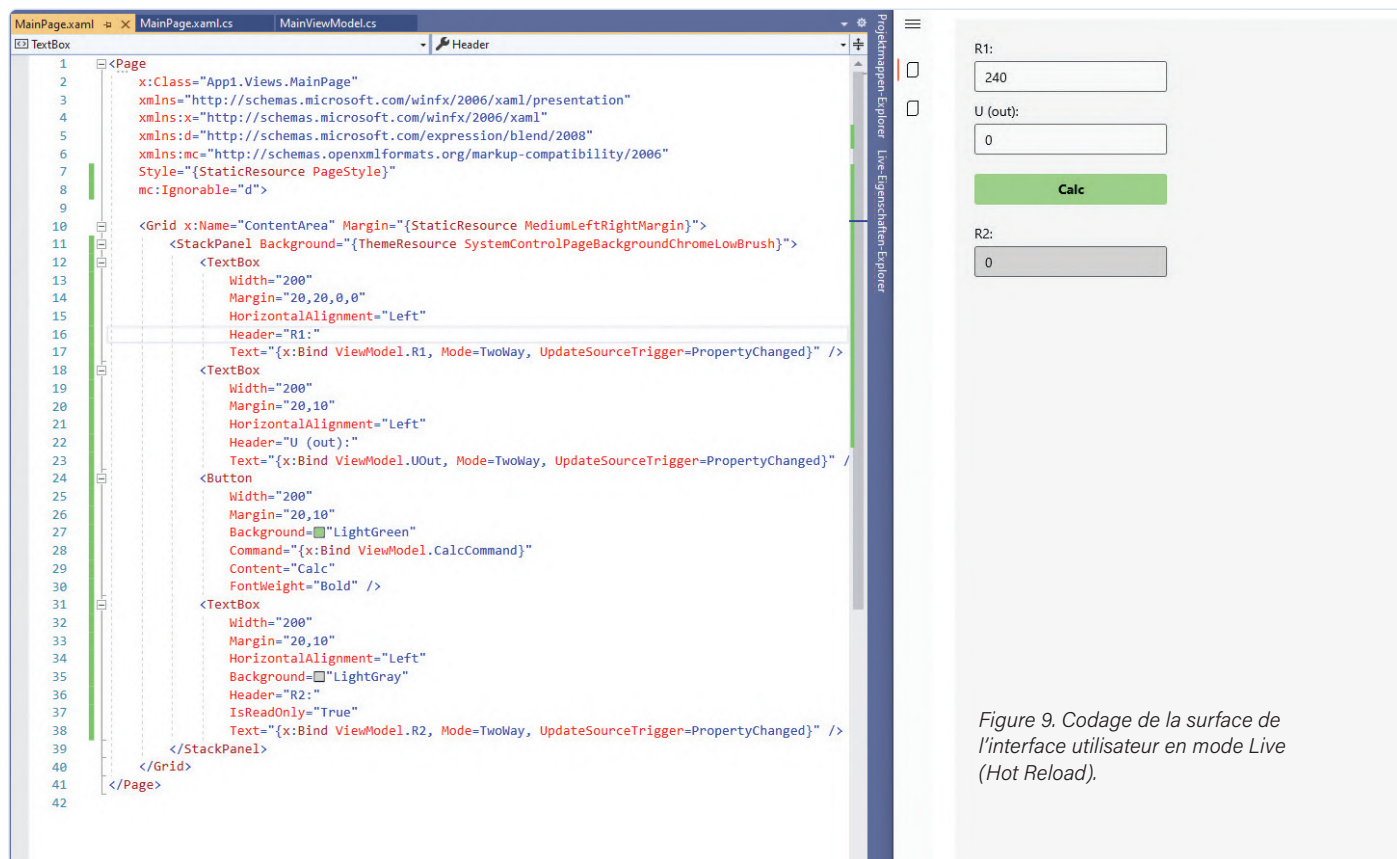 MainPage.xaml
MainPage.xaml.cs
MainViewModel.cs
TextBox
Header
1 <Page
2 x:Class="App1.Views.MainPage"
3 xmlns="http://schemas.microsoft.com/winfx/2006/xaml/presentation"
4 xmlns:x="http://schemas.microsoft.com/winfx/2006/xaml"
5 xmlns:d="http://schemas.microsoft.com/expression/blend/2008"
6 xmlns:mc="http://schemas.openxmlformats.org/markup-compatibility/2006"
7 Style="{StaticResource PageStyle}"
8 mc:Ignorable="d">
9
10 <Grid x:Name="ContentArea" Margin="{StaticResource MediumLeftRightMargin}">
11 <StackPanel Background="{ThemeResource SystemControlPageBackgroundChromeLowBrush}">
12 <TextBox
13 Width="200"
14 Margin="20,20,0,0"
15 HorizontalAlignment="Left"
16 Header="R1:"
17 Text="{x:Bind ViewModel.R1, Mode=TwoWay, UpdateSourceTrigger=PropertyChanged}" />
18 <TextBox
19 Width="200"
20 Margin="20,10"
21 HorizontalAlignment="Left"
22 Header="U (out):"
23 Text="{x:Bind ViewModel.UOut, Mode=TwoWay, UpdateSourceTrigger=PropertyChanged}" /
24 <Button
25 Width="200"
26 Margin="20,10"
27 Background="LightGreen"
28 Command="{x:Bind ViewModel.CalcCommand}"
29 Content="Calc"
30 FontWeight="Bold" />
31 <TextBox
32 Width="200"
33 Margin="20,10"
34 HorizontalAlignment="Left"
35 Background="LightGray"
36 Header="R2:"
37 IsReadOnly="True"
38 Text="{x:Bind ViewModel.R2, Mode=TwoWay, UpdateSourceTrigger=PropertyChanged}" />
39 </StackPanel>
40 </Grid>
41 </Page>
42
Projektmappen-Explorer
Live-Eigenschaften-Explorer
R1:
240
U (out):
0
Calc
R2:
0
Figure 9. Codage de la surface de
l'interface utilisateur en mode Live
(Hot Reload).